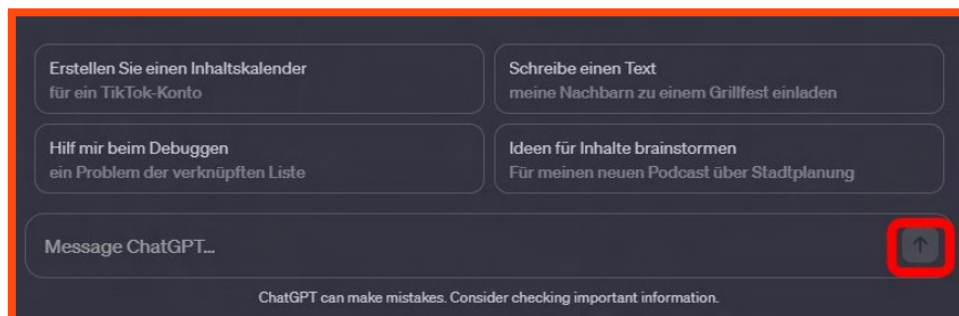 Erstellen Sie einen Inhaltskalender
für ein TikTok-Konto
Schreibe einen Text
meine Nachbarn zu einem Grillfest einladen
Hilf mir beim Debuggen
ein Problem der verknüpften Liste
Ideen für Inhalte brainstormen
Für meinen neuen Podcast über Stadtplanung
Message ChatGPT...
ChatGPT can make mistakes. Consider checking important information.